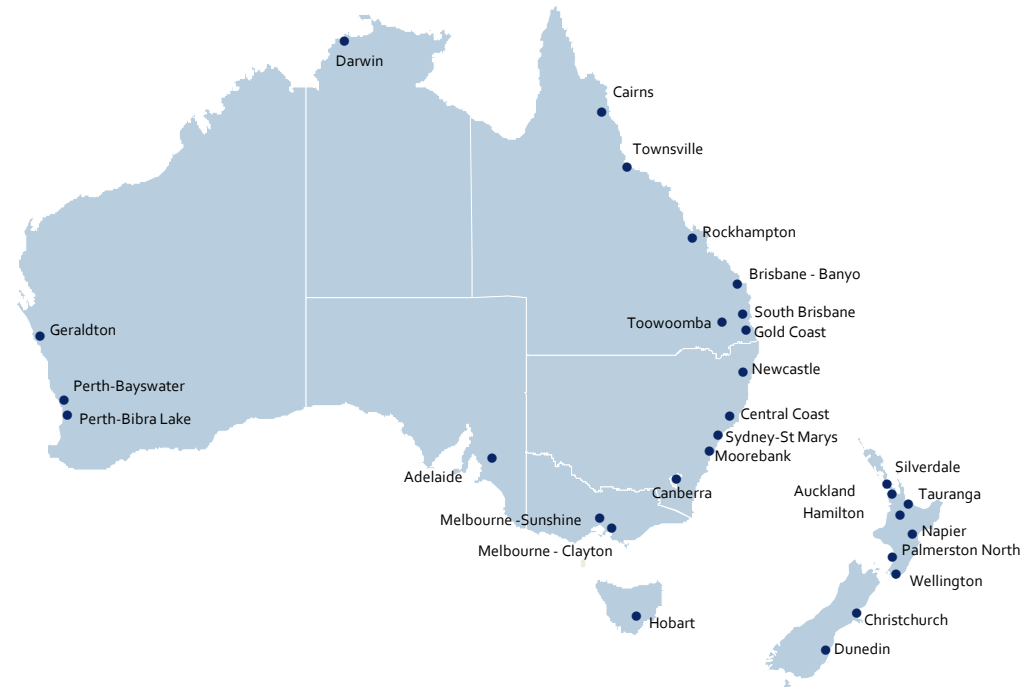 Darwin
Cairns
Townsville
Rockhampton
Brisbane - Banyo
South Brisbane
Toowoomba
Gold Coast
Geraldton
Newcastle
Perth-Bayswater
Central Coast
Perth-Bibra Lake
Sydney-St Marys
Moorebank
Silverdale
Adelaide
Auckland
Canberra
Tauranga
Hamilton
Melbourne -Sunshine
Napier
Melbourne - Clayton
Palmerston North
Wellington
Christchurch
Hobart
Dunedin